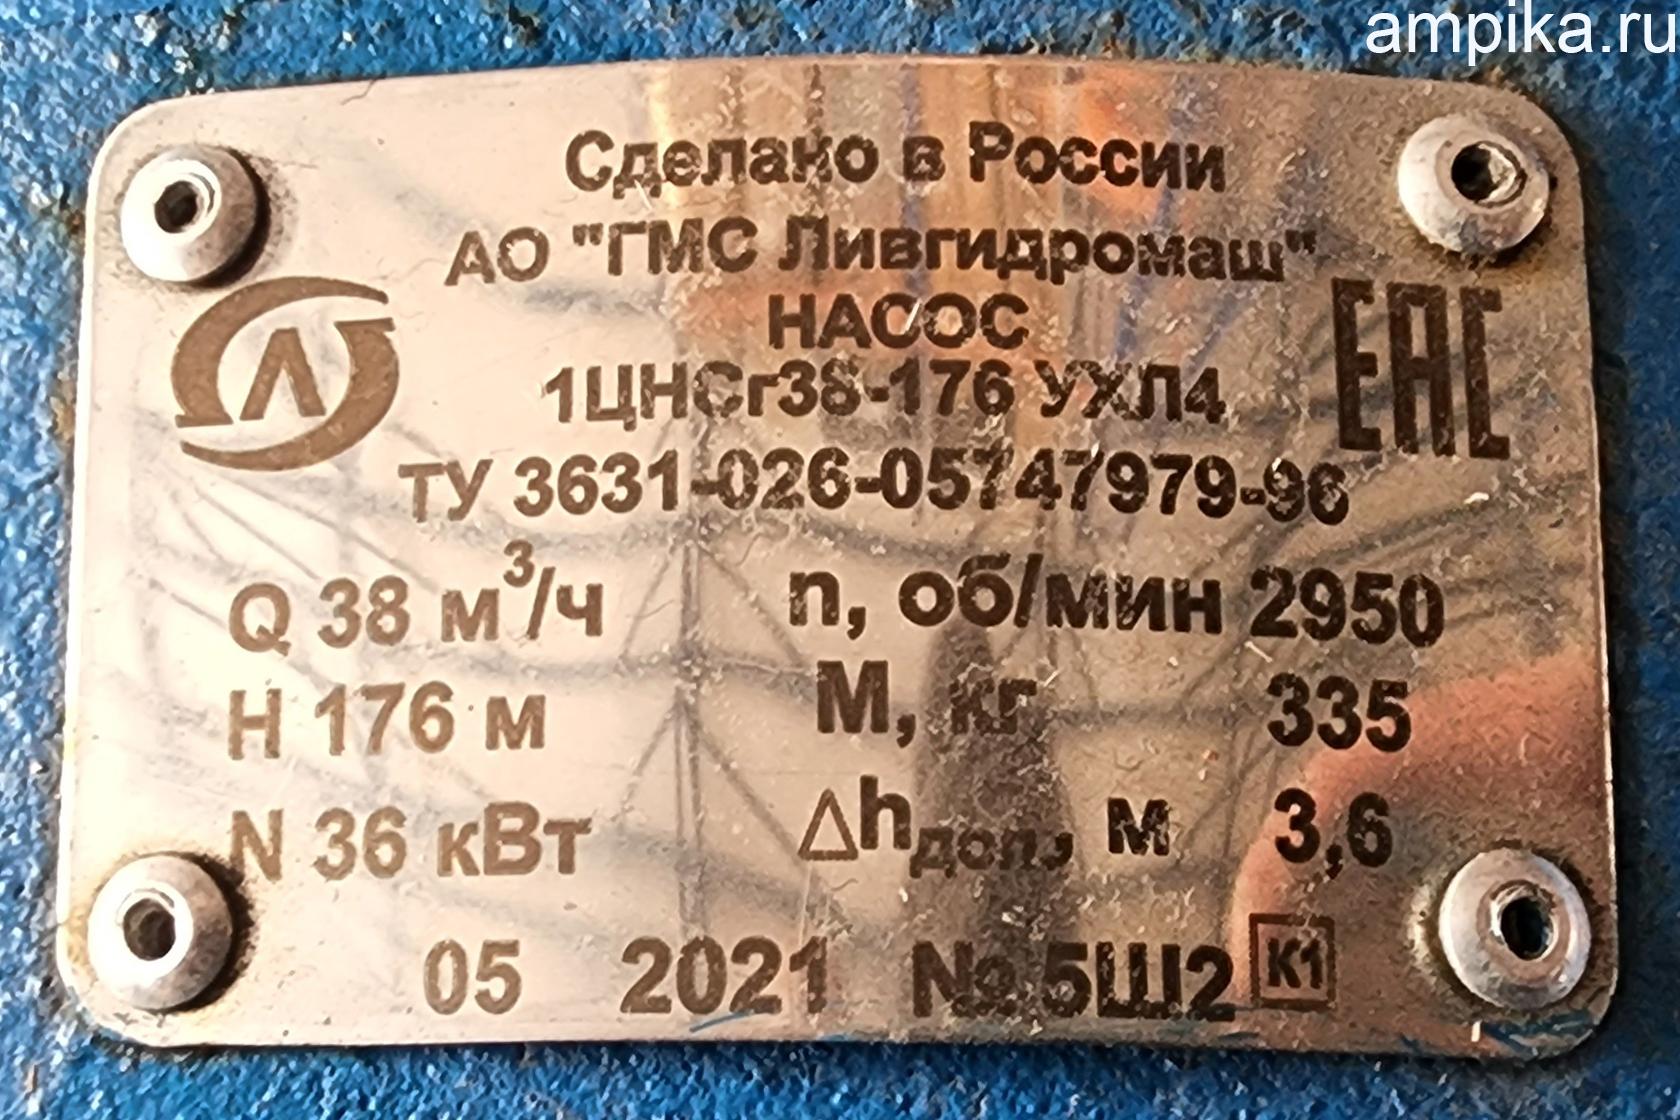 ampika.ru
Сделано в России
АО "ГМС Ливгидромаш"
НАСОС
ЕАС
1ЦНСг38-176 УХЛ4
ТУ 3631-026-05747979-96
Q 38 м³/ч n, об/мин 2950
Н 176 м М, кг 335
N 36 кВт Δhдоп., м 3,6
05 2021 № 5Ш2 К1